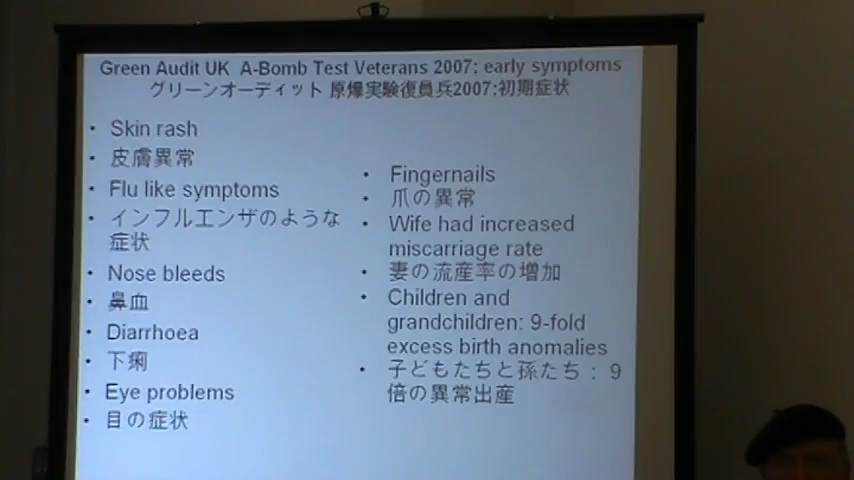 Green Audit UK A-Bomb Test Veterans 2007; early symptoms
グリーンオーディット 原爆実験復員兵2007:初期症状
• Skin rash
• 皮膚異常
• Flu like symptoms
• インフルエンザのような
症状
• Nose bleeds
• 鼻血
• Diarrhoea
• 下痢
• Eye problems
• 目の症状
• Fingernails
• 爪の異常
• Wife had increased
miscarriage rate
• 妻の流産率の増加
• Children and
grandchildren: 9-fold
excess birth anomalies
• 子どもたちと孫たち : 9
倍の異常出産